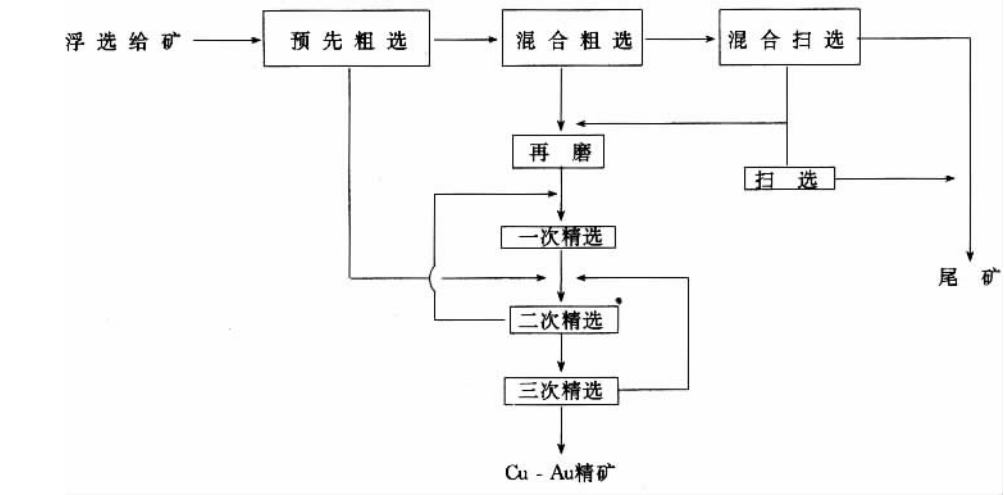 浮选给矿
预先粗选
混合粗选
混合扫选
再磨
扫选
一次精选
尾矿
二次精选
三次精选
Cu - Au精矿